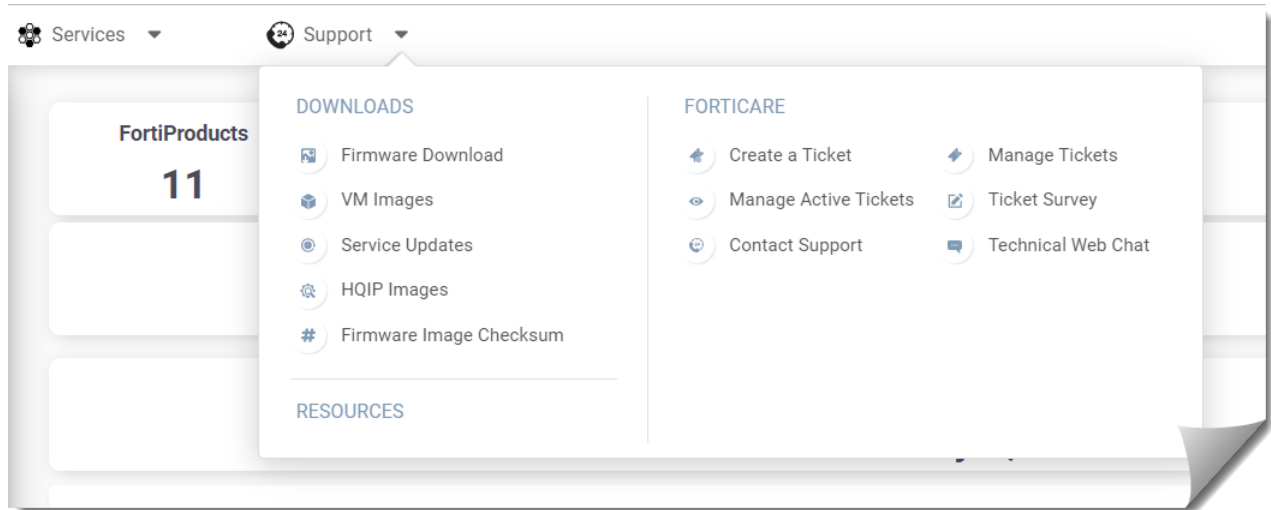 Services
24 Support
FortiProducts
11
DOWNLOADS
Firmware Download
VM Images
Service Updates
HQIP Images
# Firmware Image Checksum
RESOURCES
FORTICARE
Create a Ticket
Manage Tickets
Manage Active Tickets
Ticket Survey
Contact Support
Technical Web Chat